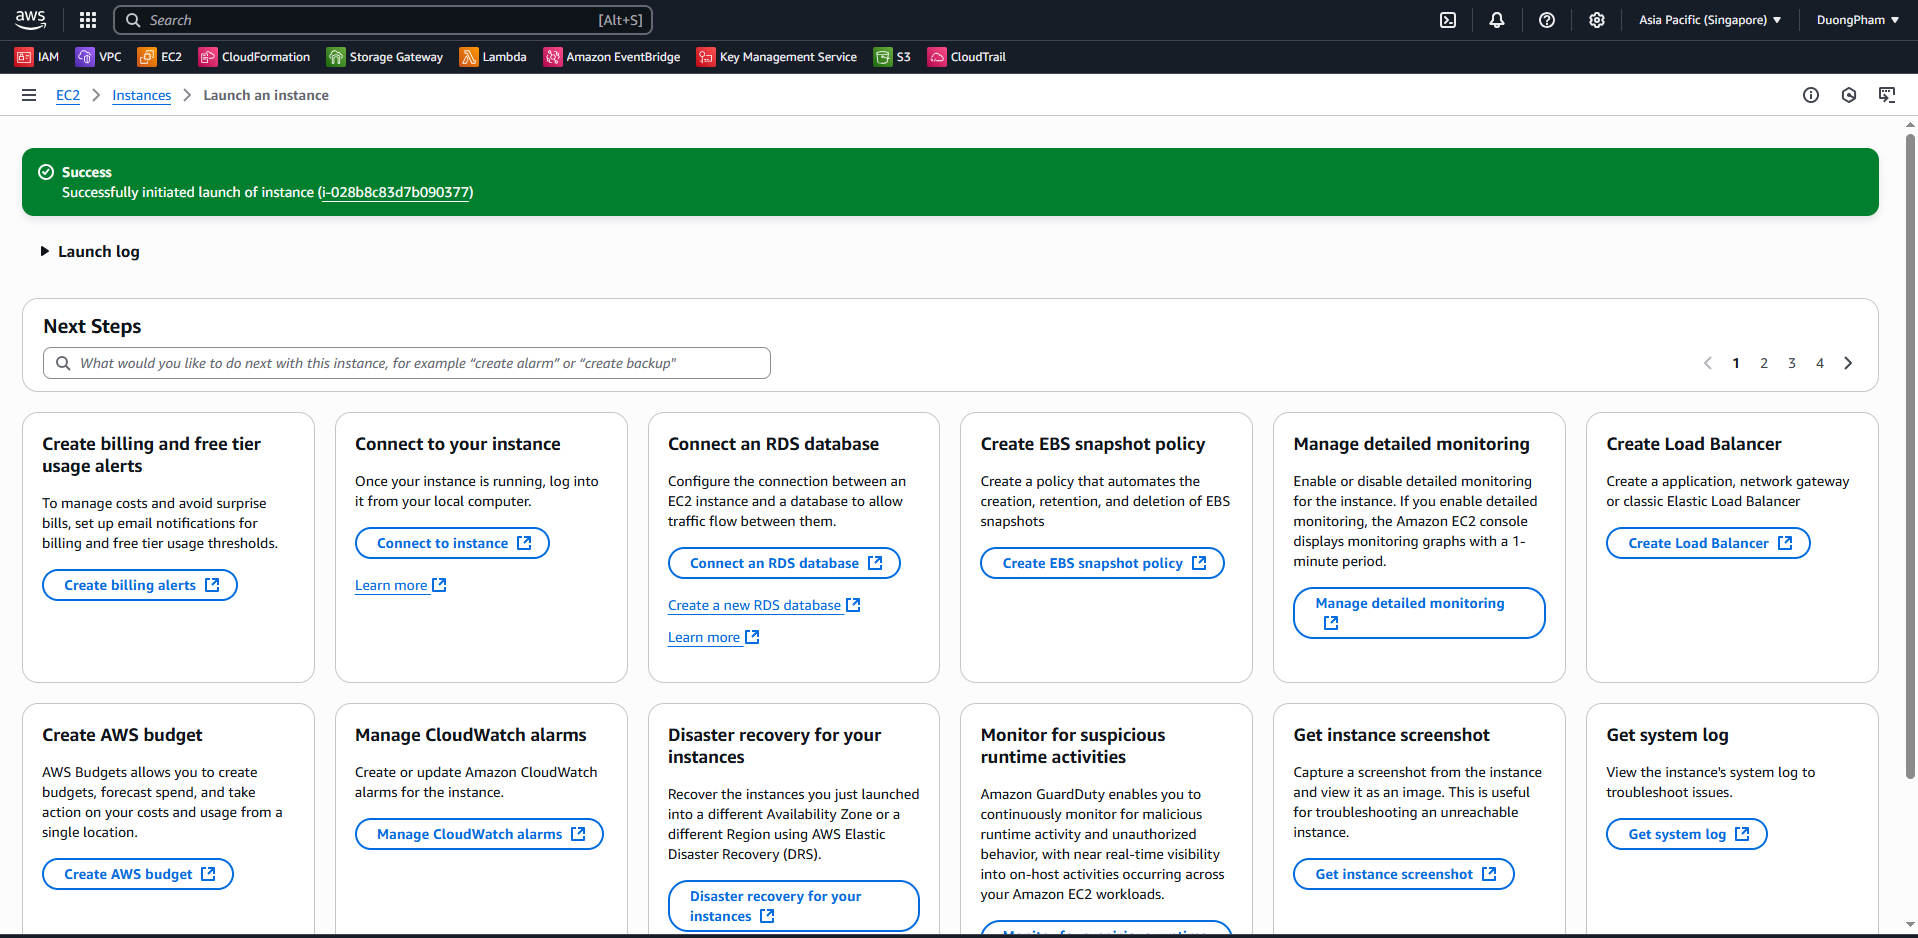 aws
Search [Alt+S]
Asia Pacific (Singapore)
DuongPham
IAM VPC EC2 CloudFormation Storage Gateway Lambda Amazon EventBridge Key Management Service S3 CloudTrail
EC2 Instances Launch an instance
Success
Successfully initiated launch of instance (i-028b8c83d7b090377)
Launch log
Next Steps
What would you like to do next with this instance, for example “create alarm” or “create backup"
1 2 3 4
Create billing and free tier
usage alerts
To manage costs and avoid surprise
bills, set up email notifications for
billing and free tier usage thresholds.
Create billing alerts
Connect to your instance
Once your instance is running, log into
it from your local computer.
Connect to instance
Learn more
Connect an RDS database
Configure the connection between an
EC2 instance and a database to allow
traffic flow between them.
Connect an RDS database
Create a new RDS database
Learn more
Create EBS snapshot policy
Create a policy that automates the
creation, retention, and deletion of EBS
snapshots
Create EBS snapshot policy
Manage detailed monitoring
Enable or disable detailed monitoring
for the instance. If you enable detailed
monitoring, the Amazon EC2 console
displays monitoring graphs with a 1-
minute period.
Manage detailed monitoring
Create Load Balancer
Create a application, network gateway
or classic Elastic Load Balancer
Create Load Balancer
Create AWS budget
AWS Budgets allows you to create
budgets, forecast spend, and take
action on your costs and usage from a
single location.
Create AWS budget
Manage CloudWatch alarms
Create or update Amazon CloudWatch
alarms for the instance.
Manage CloudWatch alarms
Disaster recovery for your
instances
Recover the instances you just launched
into a different Availability Zone or a
different Region using AWS Elastic
Disaster Recovery (DRS).
Disaster recovery for your
instances
Monitor for suspicious
runtime activities
Amazon GuardDuty enables you to
continuously monitor for malicious
runtime activity and unauthorized
behavior, with near real-time visibility
into on-host activities occurring across
your Amazon EC2 workloads.
Monitor for suspicious runtime
Get instance screenshot
Capture a screenshot from the instance
and view it as an image. This is useful
for troubleshooting an unreachable
instance.
Get instance screenshot
Get system log
View the instance's system log to
troubleshoot issues.
Get system log